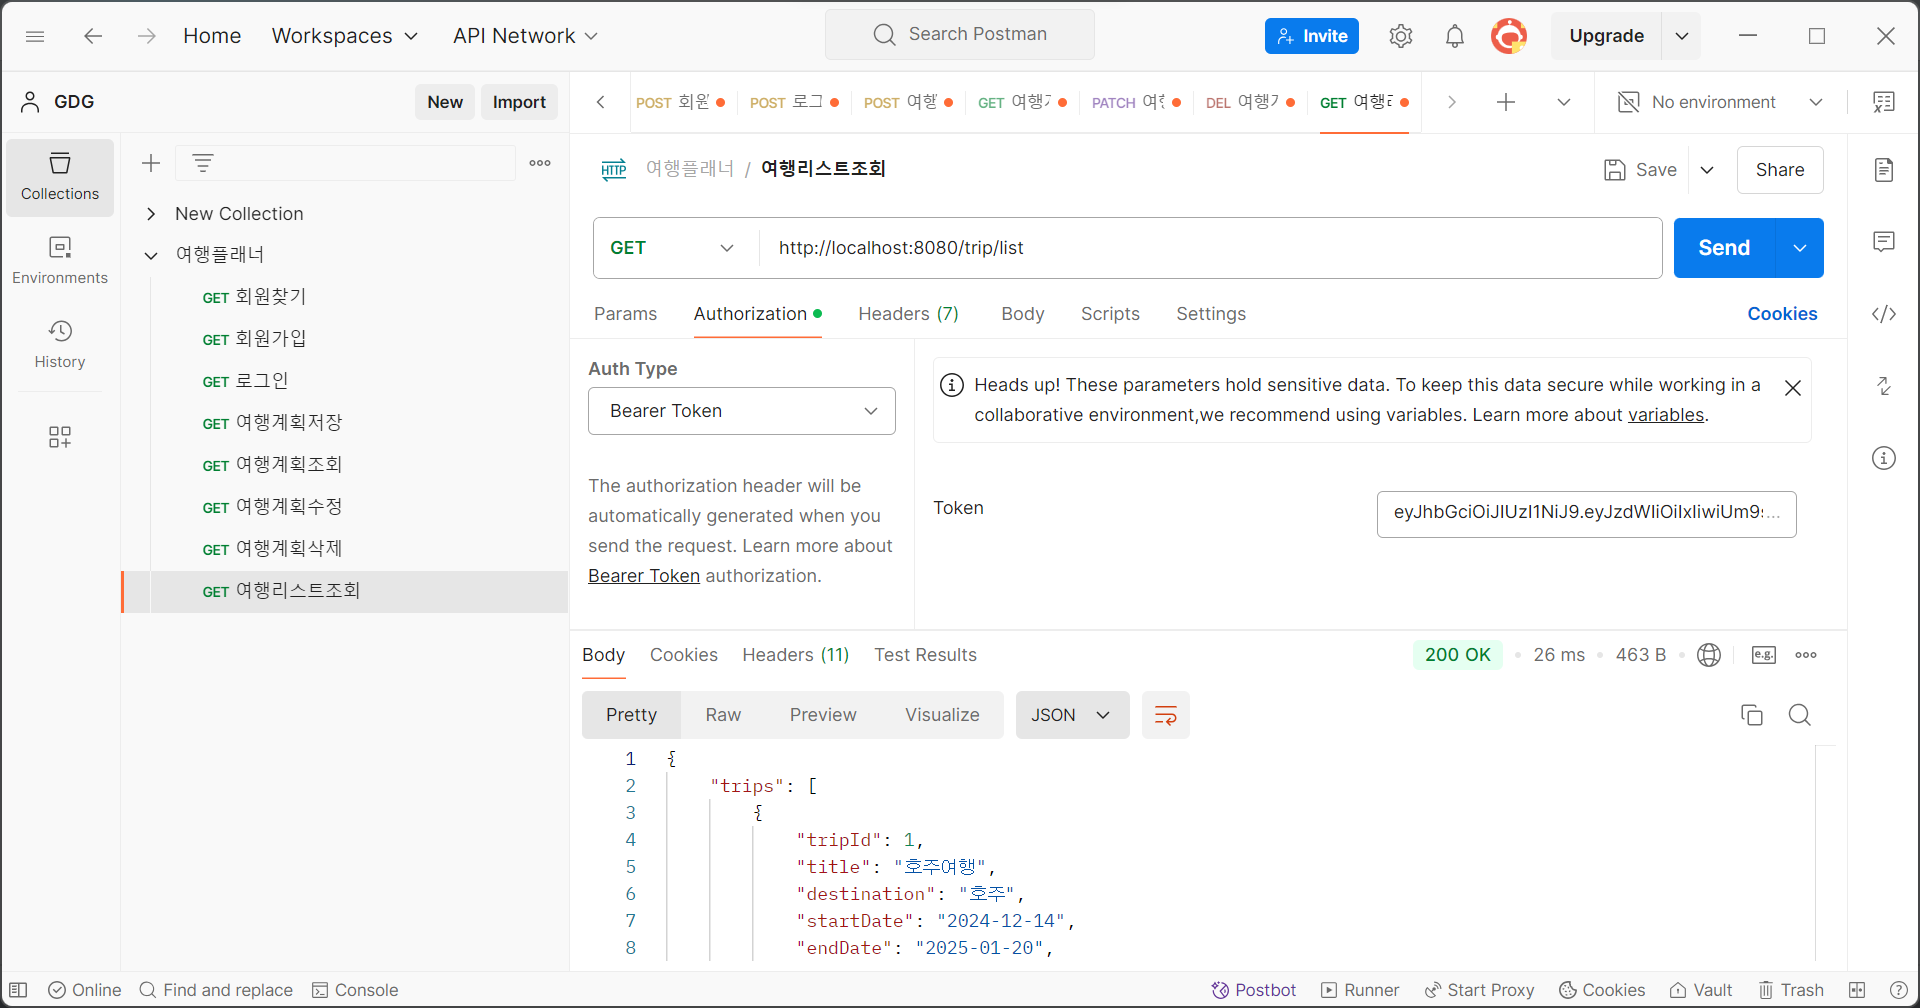 Home Workspaces API Network Search Postman Invite Upgrade
GDG New Import
POST 회원 POST 로그 POST 여행 GET 여행 PATCH 여행 DEL 여행 GET 여행 No environment
Collections
Environments
History
New Collection
여행플래너
GET 회원찾기
GET 회원가입
GET 로그인
GET 여행계획저장
GET 여행계획조회
GET 여행계획수정
GET 여행계획삭제
GET 여행리스트조회
HTTP 여행플래너 / 여행리스트조회 Save Share
GET http://localhost:8080/trip/list Send
Params Authorization Headers (7) Body Scripts Settings Cookies
Auth Type
Bearer Token
The authorization header will be
automatically generated when you
send the request. Learn more about
Bearer Token authorization.
Heads up! These parameters hold sensitive data. To keep this data secure while working in a
collaborative environment,we recommend using variables. Learn more about variables.
Token
Body Cookies Headers (11) Test Results 200 OK 26 ms 463 B e.g.
Pretty Raw Preview Visualize JSON
1 {
2 "trips": [
3 {
4 "tripId": 1,
5 "title": "호주여행",
6 "destination": "호주",
7 "startDate": "2024-12-14",
8 "endDate": "2025-01-20",
Online Find and replace Console Postbot Runner Start Proxy Cookies Vault Trash